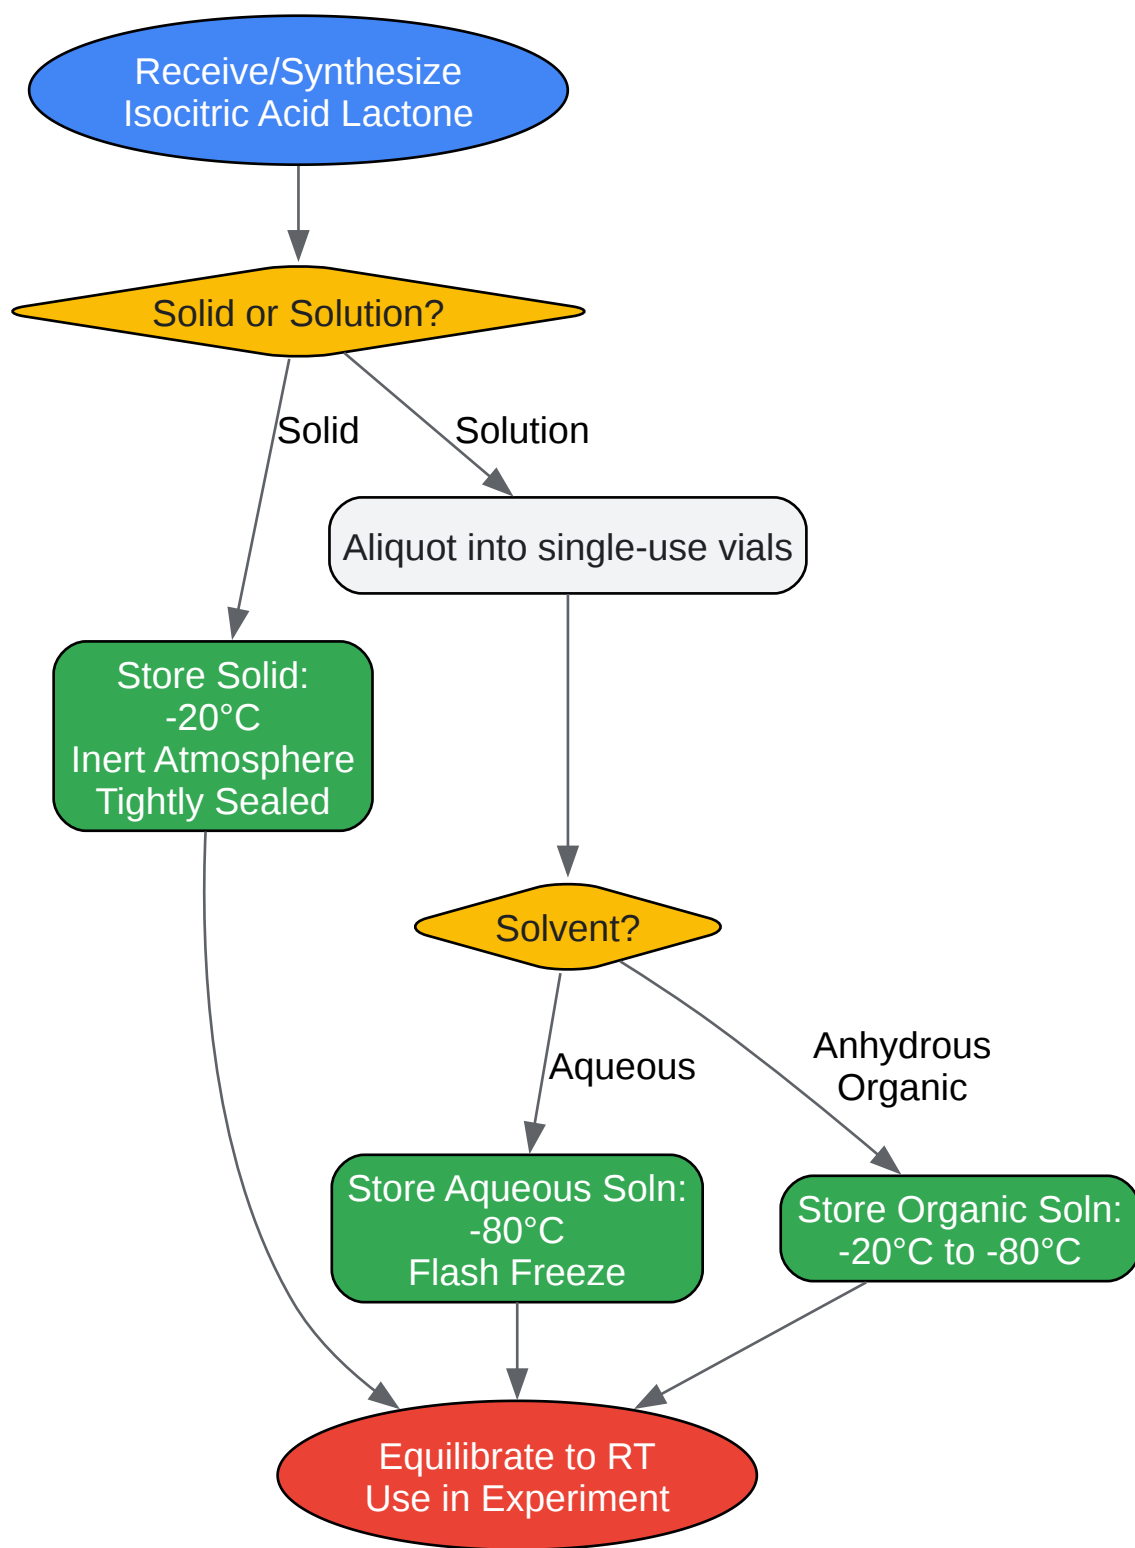 Receive/Synthesize
Isocitric Acid Lactone
Solid or Solution?
Solid
Solution
Aliquot into single-use vials
Store Solid:
-20°C
Inert Atmosphere
Tightly Sealed
Solvent?
Aqueous
Anhydrous
Organic
Store Aqueous Soln:
-80°C
Flash Freeze
Store Organic Soln:
-20°C to -80°C
Equilibrate to RT
Use in Experiment